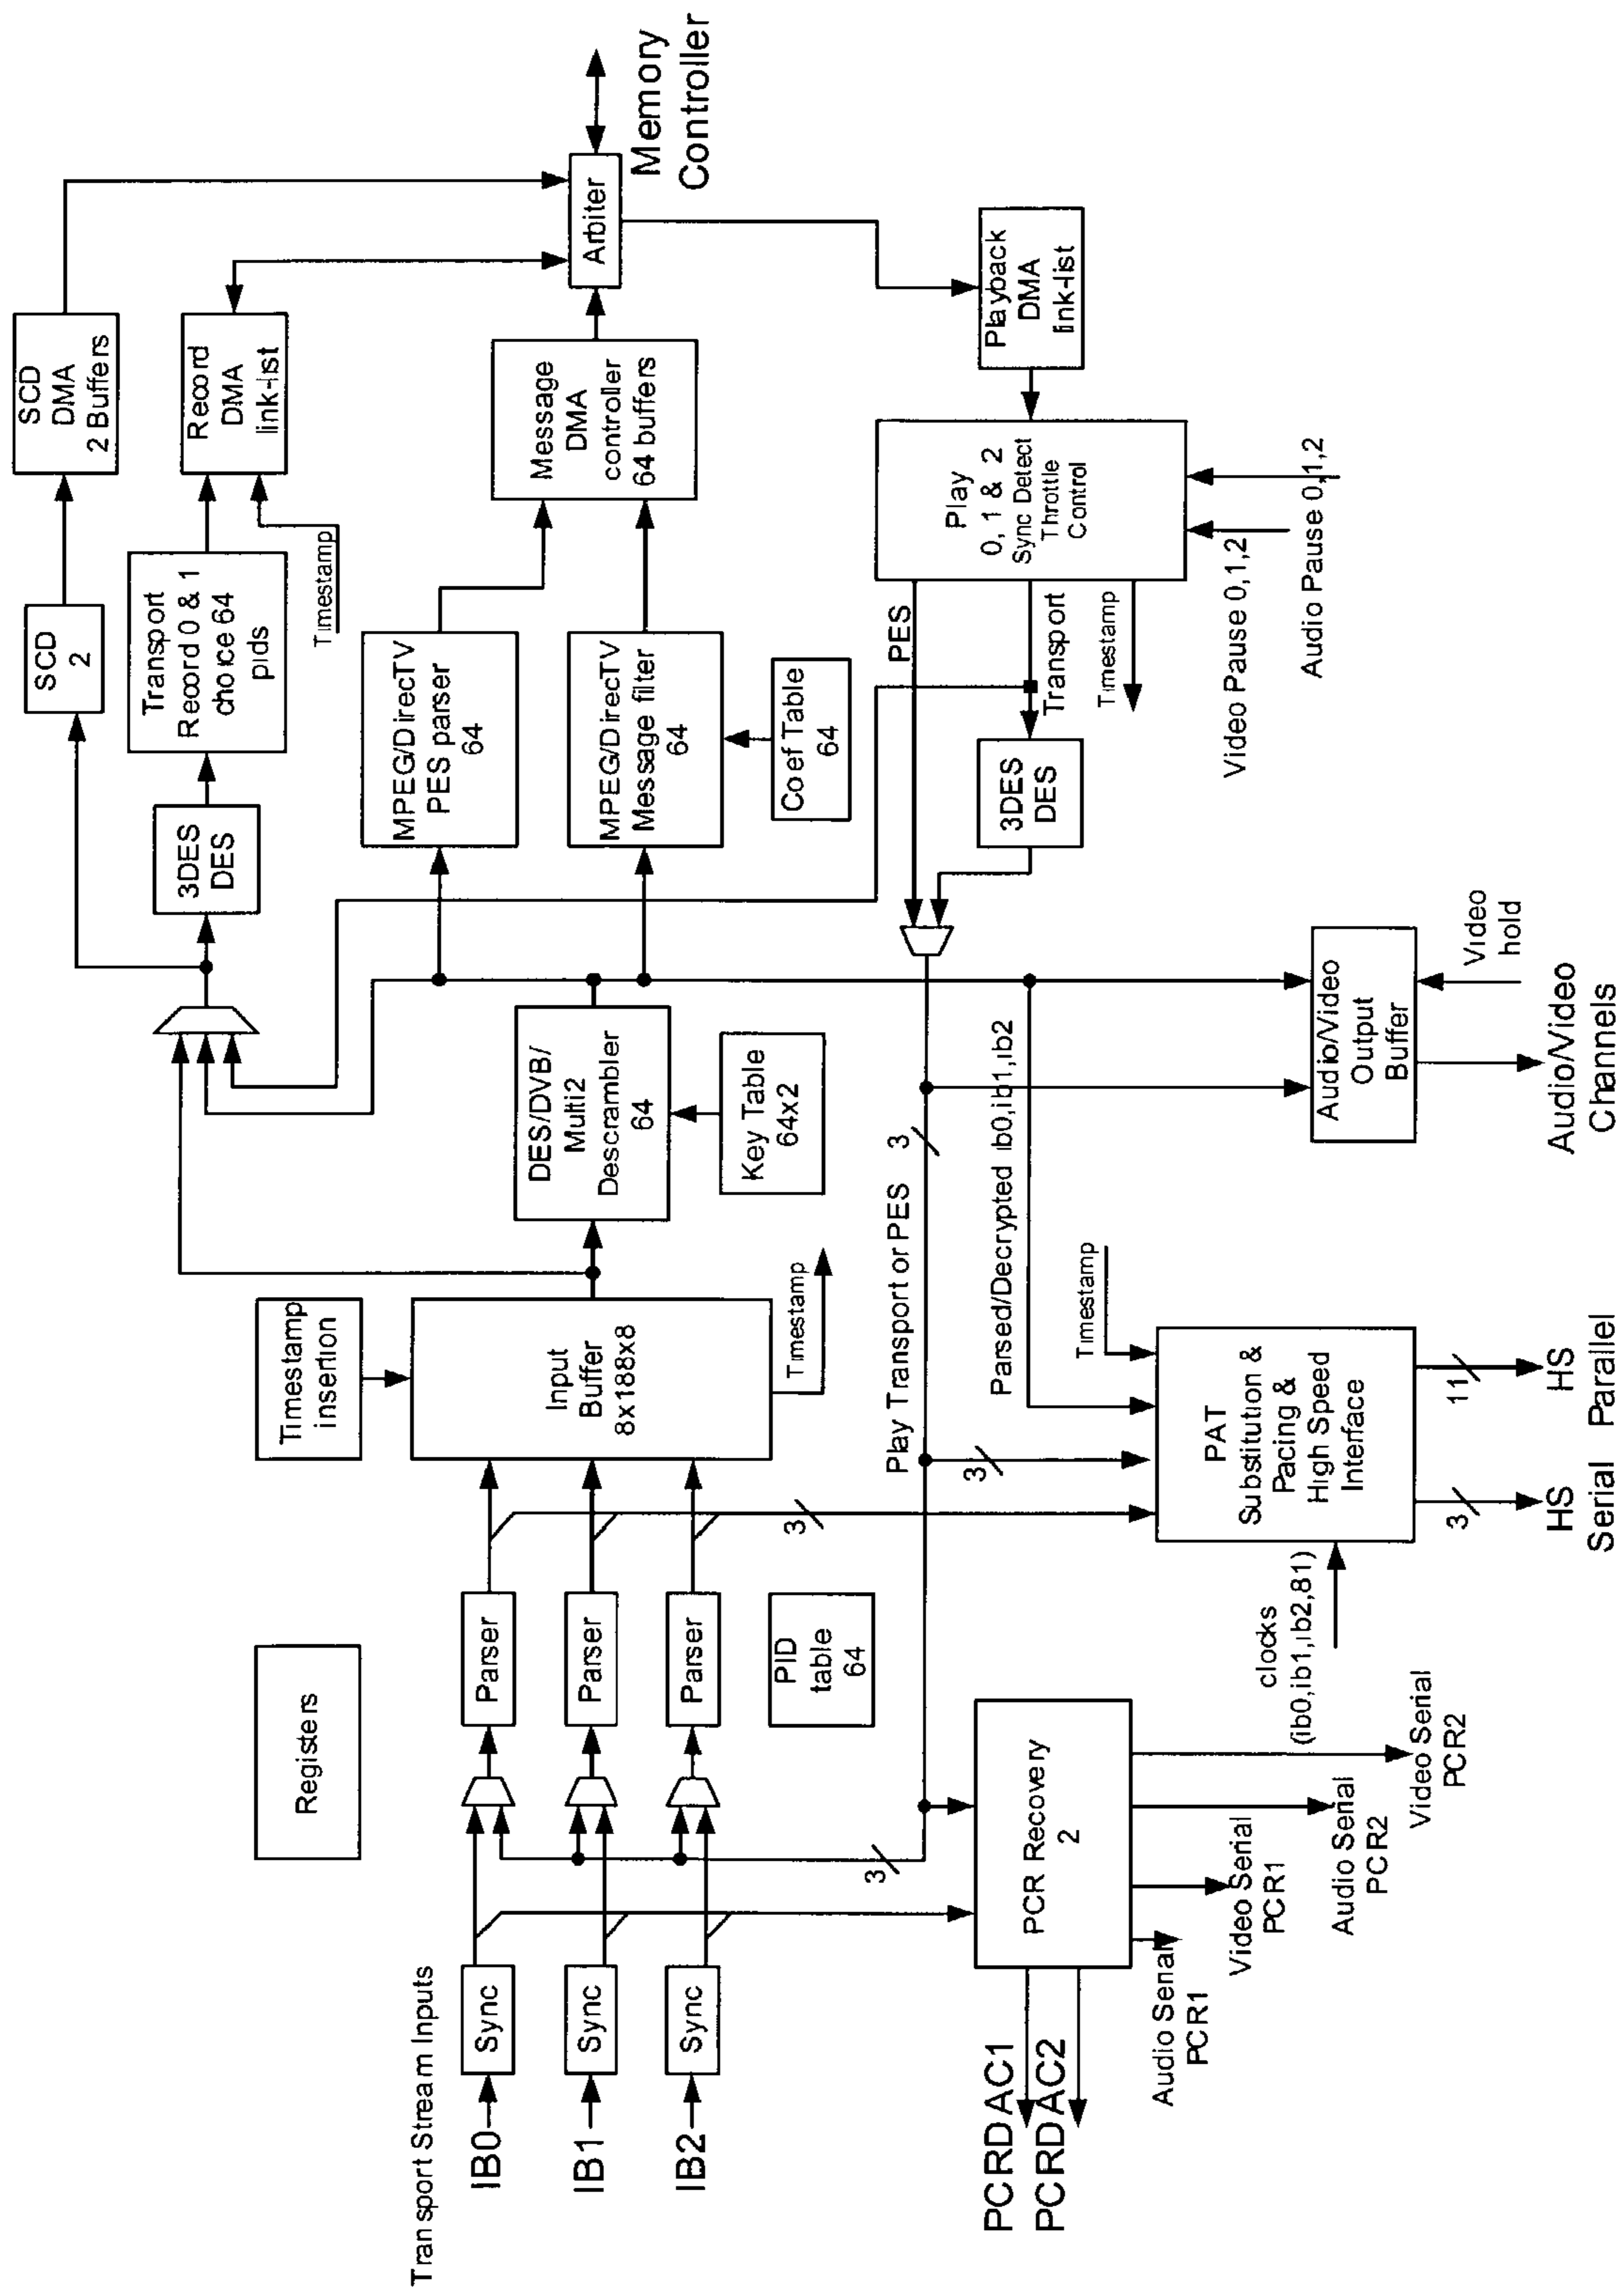 Transport Stream Inputs
IB0
IB1
IB2
Sync
Sync
Sync
Registers
Parser
Parser
Parser
PID
table
64
Timestamp
insertion
Input
Buffer
8x188x8
Timestamp
DES/DVB/
Multi2
Descrambler
64
Key Table
64x2
3DES
DES
SCD
2
SCD
DMA
2 Buffers
Transport
Record 0 & 1
choice 64
pids
Timestamp
Record
DMA
link-list
MPEG/DirecTV
PES parser
64
MPEG/DirecTV
Message filter
64
Coef Table
64
Message
DMA
controller
64 buffers
Arbiter
Memory
Controller
Playback
DMA
link-list
Play
0, 1 & 2
Sync Detect
Throttle
Control
PES
Transport
Timestamp
3DES
DES
Video Pause 0,1,2
Audio Pause 0,1,2
3
Play Transport or PES
3
Parsed/Decrypted ib0,ib1,ib2
3
3
Timestamp
PAT
Substitution &
Pacing &
High Speed
Interface
clocks
(ib0,ib1,ib2,81)
3
HS
Serial
11
HS
Parallel
Audio/Video
Output
Buffer
Video
hold
Audio/Video
Channels
PCR Recovery
2
PCRDAC1
PCRDAC2
Audio Serial
PCR1
Video Serial
PCR1
Audio Serial
PCR2
Video Serial
PCR2